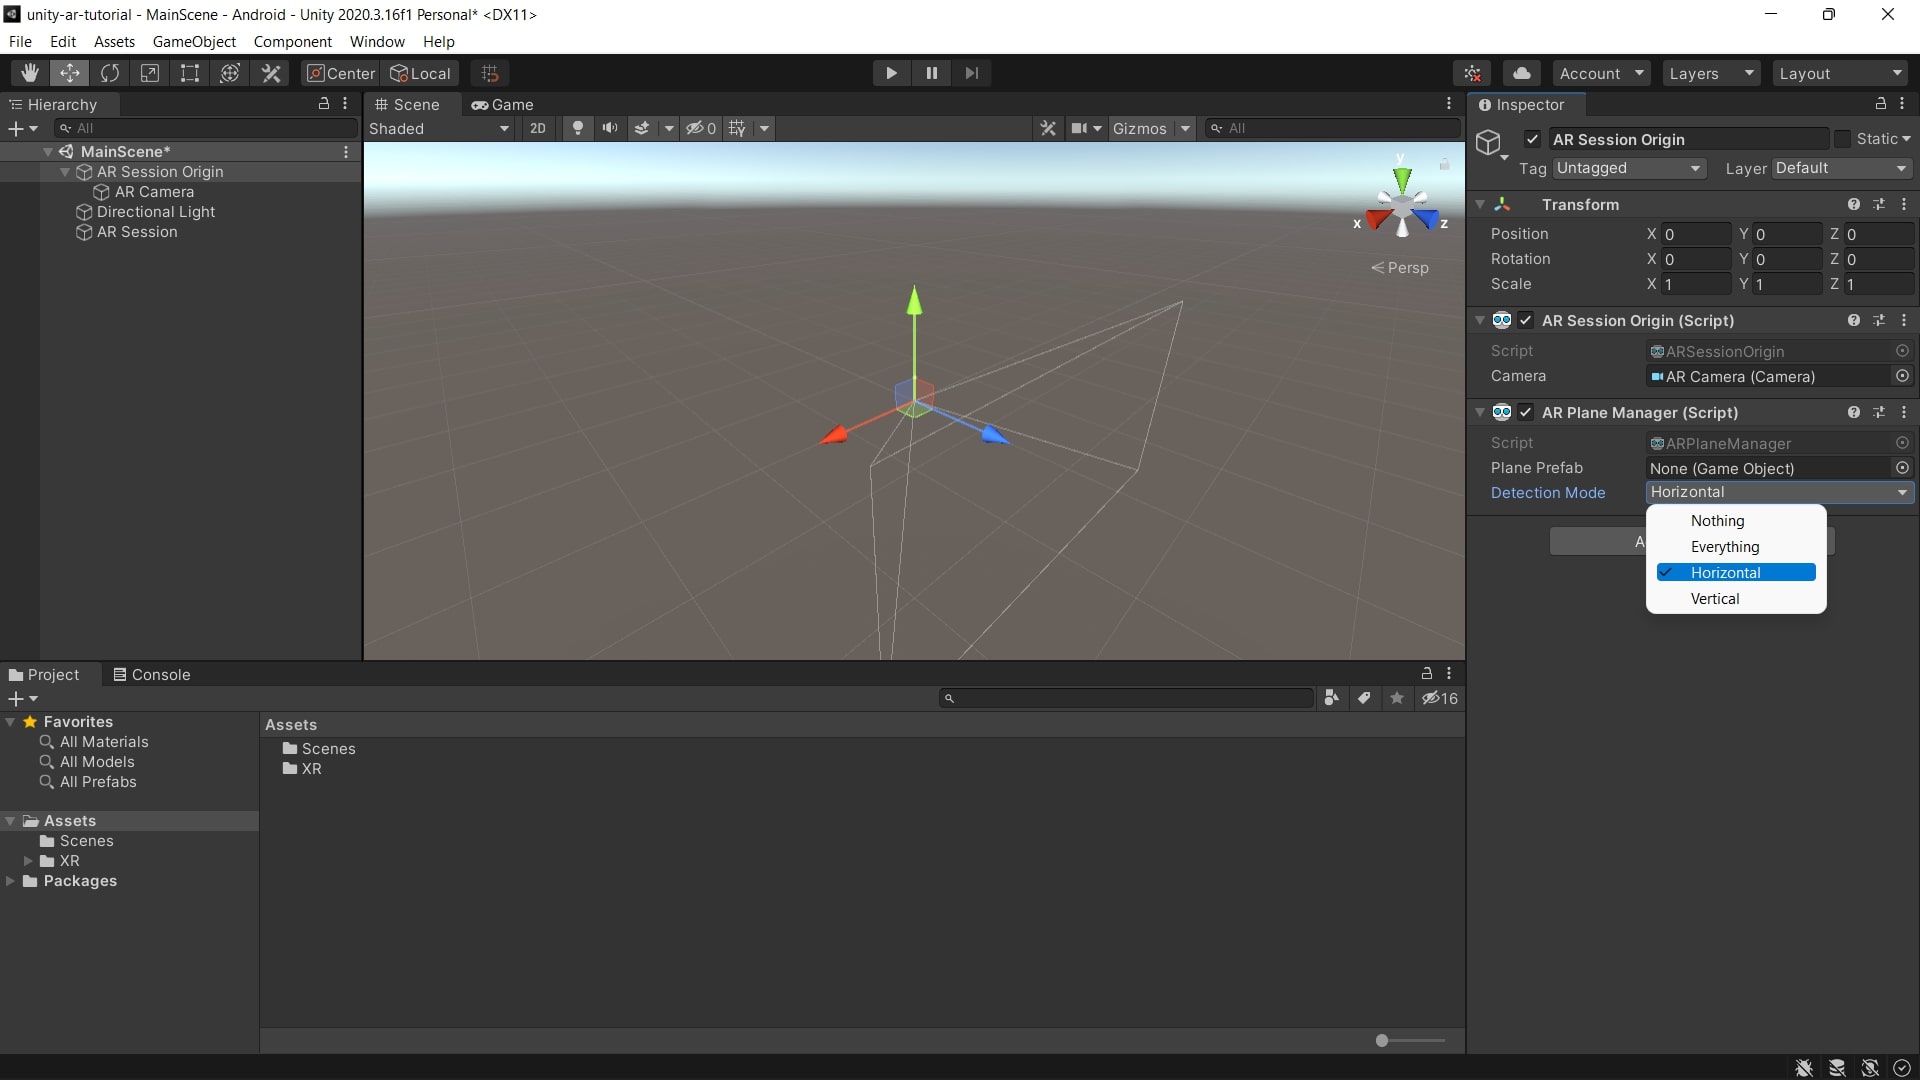 unity-ar-tutorial - MainScene - Android - Unity 2020.3.16f1 Personal* <DX11>
File Edit Assets GameObject Component Window Help
Center Local Account Layers Layout
Hierarchy
All
MainScene*
AR Session Origin
AR Camera
Directional Light
AR Session
Scene Game
Shaded 2D 0 Gizmos All
y
x z
Persp
Inspector
AR Session Origin Static
Tag Untagged Layer Default
Transform
Position X 0 Y 0 Z 0
Rotation X 0 Y 0 Z 0
Scale X 1 Y 1 Z 1
AR Session Origin (Script)
Script ARSessionOrigin
Camera AR Camera (Camera)
AR Plane Manager (Script)
Script ARPlaneManager
Plane Prefab None (Game Object)
Detection Mode Horizontal
Nothing
A
Everything
Horizontal
Vertical
Project Console
16
Favorites
All Materials
All Models
All Prefabs
Assets
Scenes
XR
Packages
Assets
Scenes
XR